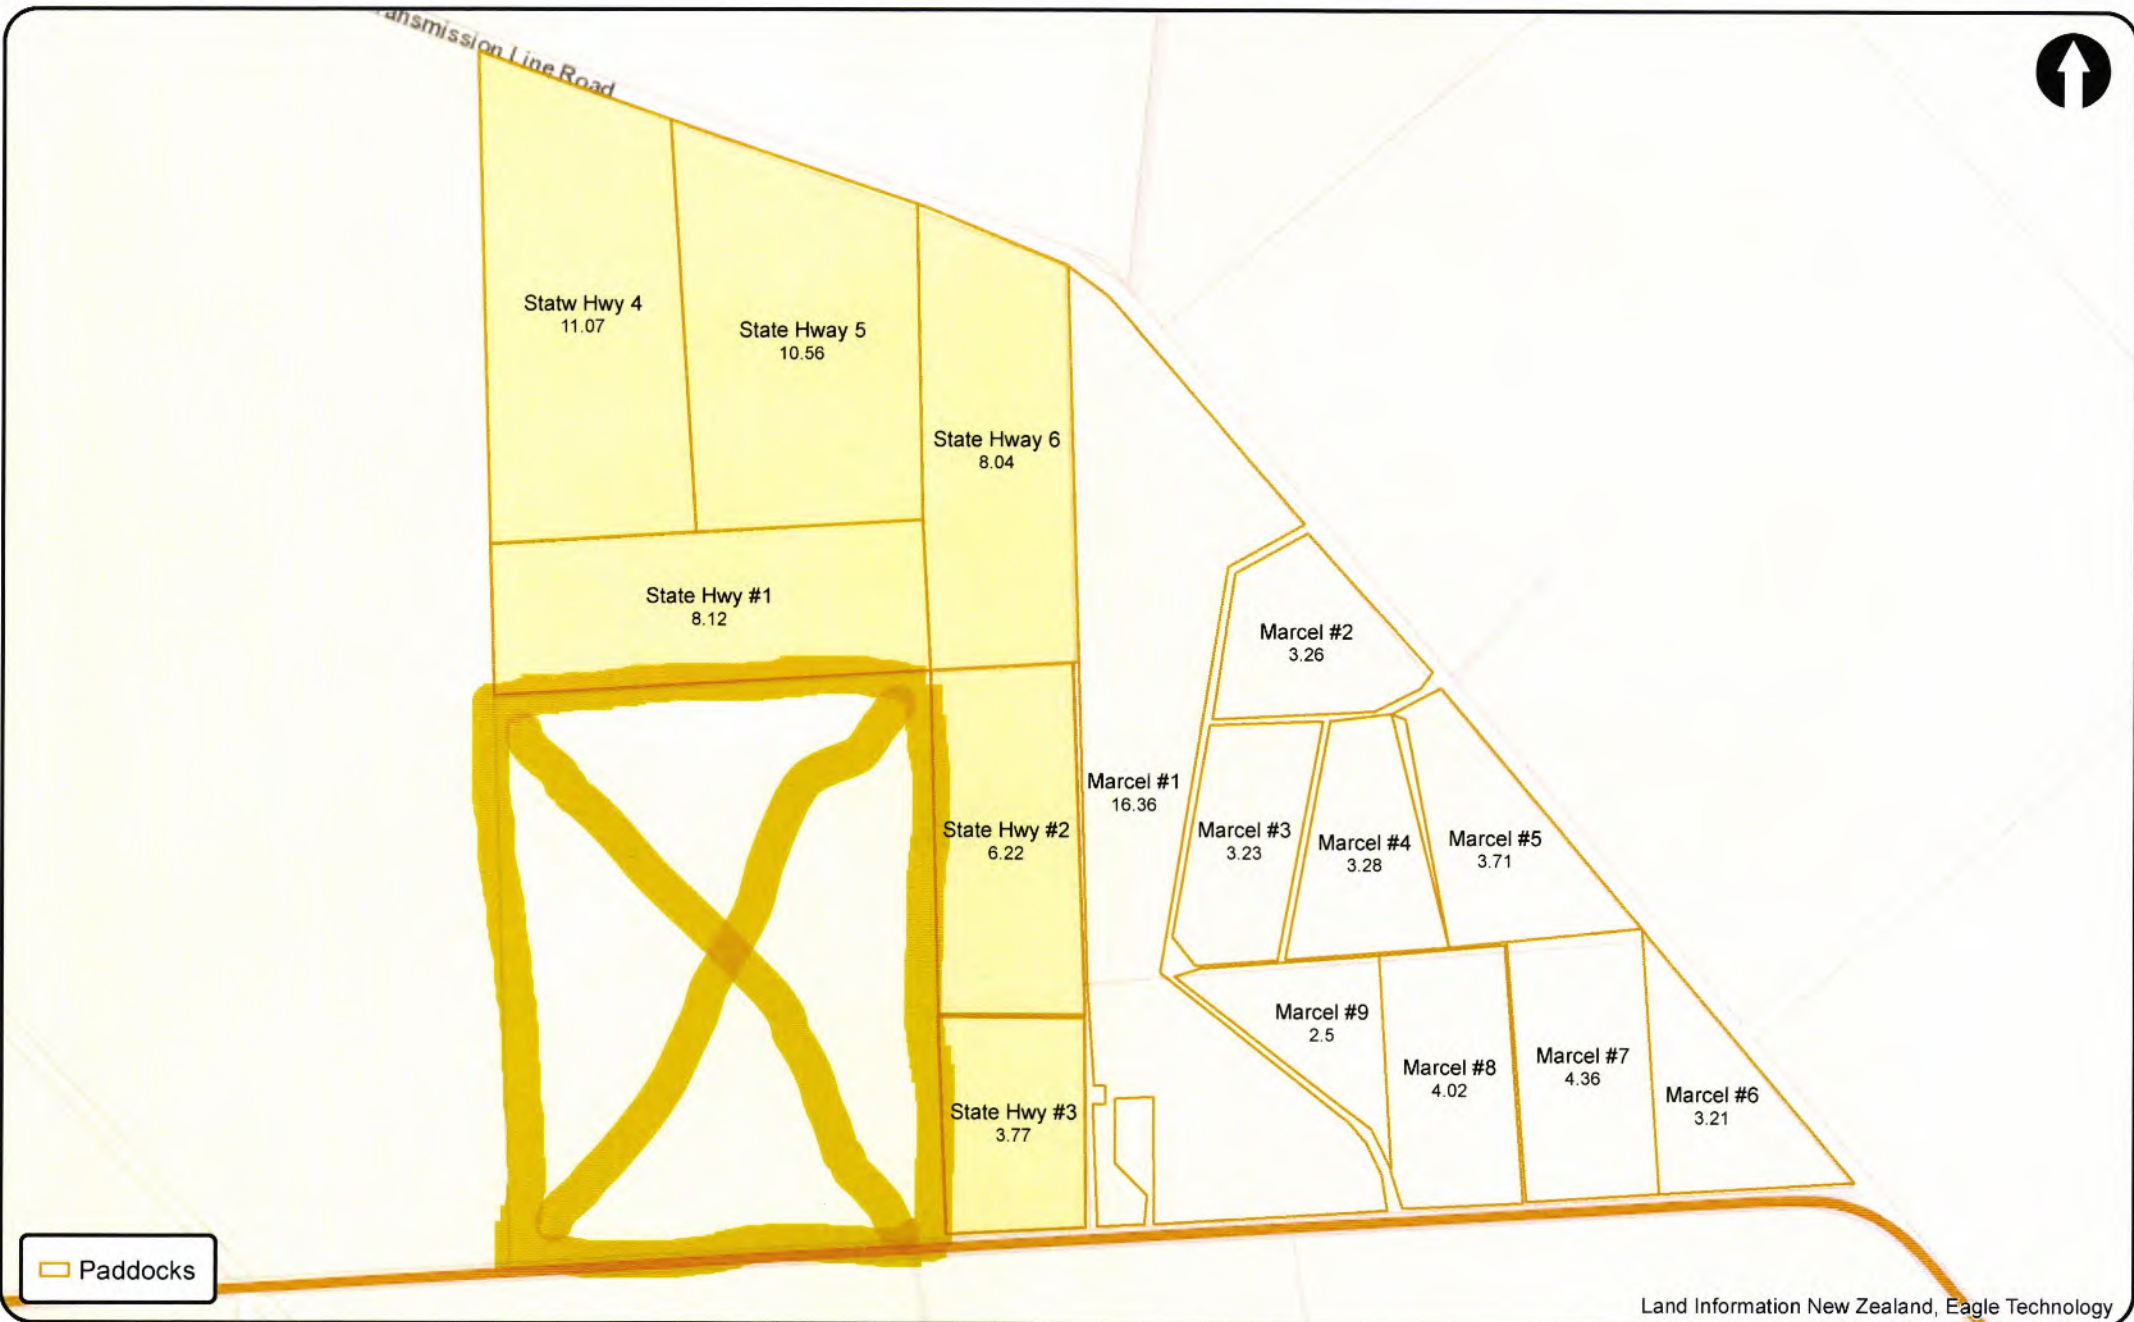 ansmission Line Road
Statw Hwy 4
11.07
State Hway 5
10.56
State Hway 6
8.04
State Hwy #1
8.12
Marcel #2
3.26
Marcel #1
16.36
State Hwy #2
6.22
Marcel #3
3.23
Marcel #4
3.28
Marcel #5
3.71
Marcel #9
2.5
Marcel #8
4.02
Marcel #7
4.36
Marcel #6
3.21
State Hwy #3
3.77
Paddocks
Land Information New Zealand, Eagle Technology